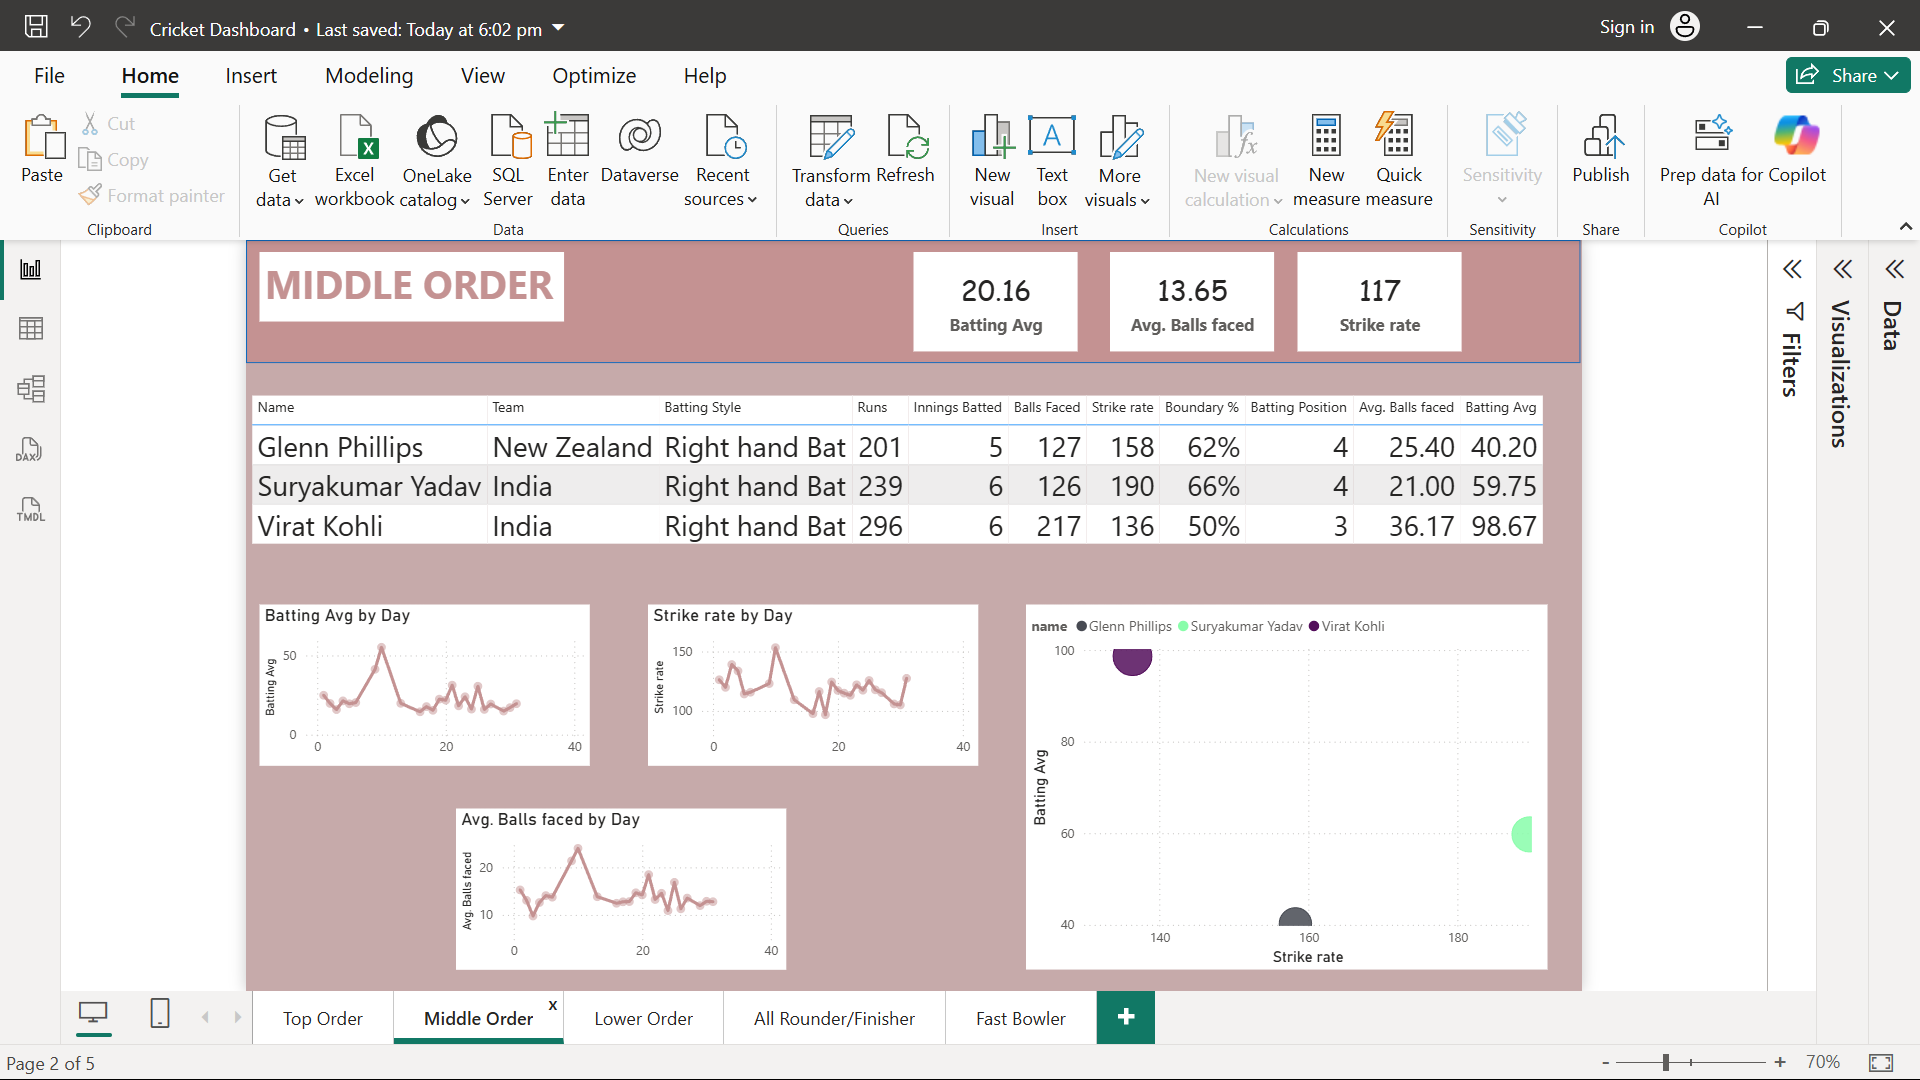 Cricket Dashboard • Last saved: Today at 6:02 pm
Sign in
File Home Insert Modeling View Optimize Help
Share
Paste
Cut
Copy
Format painter
Clipboard
Get data
Excel workbook
OneLake catalog
SQL Server
Enter data
Dataverse
Recent sources
Data
Transform data
Refresh
Queries
New visual
A
Text box
More visuals
Insert
fx
New visual calculation
New measure
Quick measure
Calculations
Sensitivity
Sensitivity
Publish
Share
Prep data for AI
Copilot
Copilot
DAX
TMDL
MIDDLE ORDER
20.16
Batting Avg
13.65
Avg. Balls faced
117
Strike rate
Name Team Batting Style Runs Innings Batted Balls Faced Strike rate Boundary % Batting Position Avg. Balls faced Batting Avg
Glenn Phillips New Zealand Right hand Bat 201 5 127 158 62% 4 25.40 40.20
Suryakumar Yadav India Right hand Bat 239 6 126 190 66% 4 21.00 59.75
Virat Kohli India Right hand Bat 296 6 217 136 50% 3 36.17 98.67
Batting Avg by Day
Batting Avg
50
0
0 20 40
Strike rate by Day
Strike rate
150
100
0 20 40
Avg. Balls faced by Day
Avg. Balls faced
20
10
0 20 40
name Glenn Phillips Suryakumar Yadav Virat Kohli
Batting Avg
100
80
60
40
140 160 180
Strike rate
Filters
Visualizations
Data
Top Order
Middle Order x
Lower Order
All Rounder/Finisher
Fast Bowler
+
Page 2 of 5
- + 70%